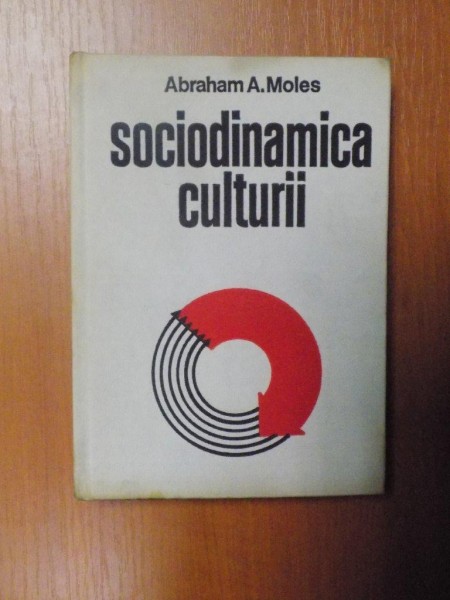 Abraham A. Moles
sociodinamica
culturii